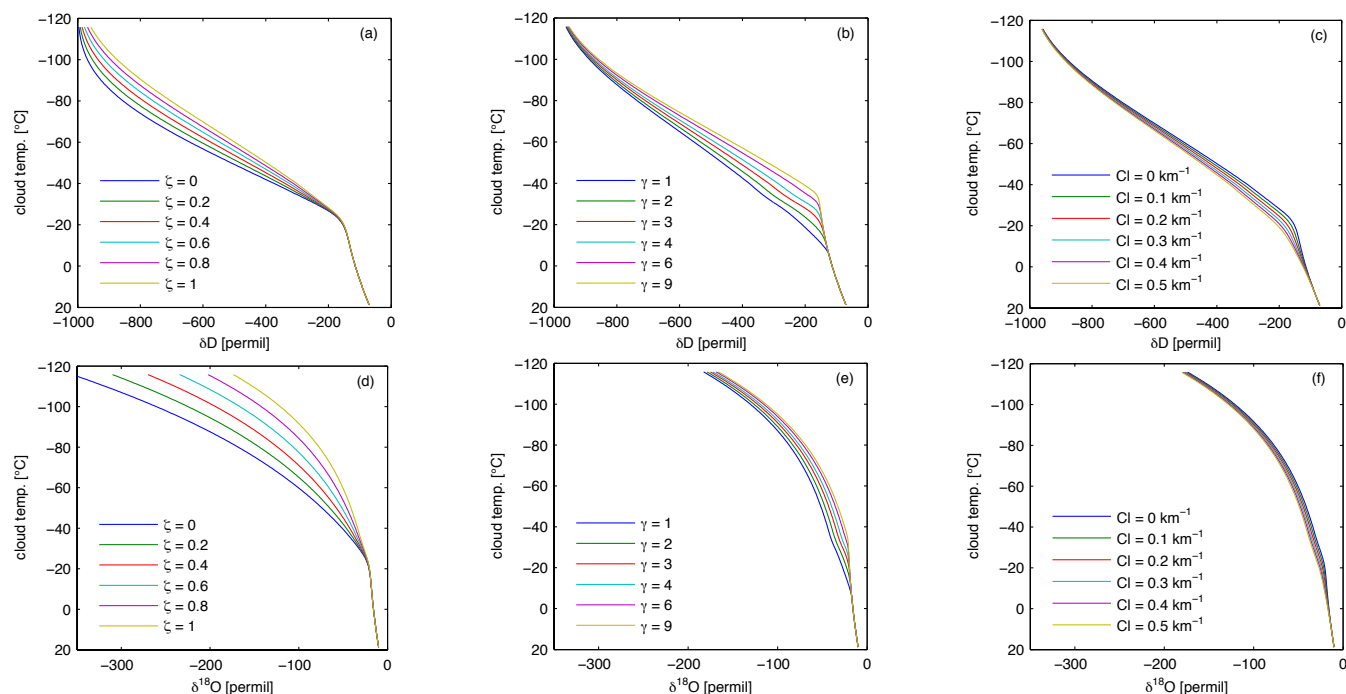 (a)
cloud temp. [°C]
−120
−100
−80
−60
−40
−20
0
20
ζ = 0
ζ = 0.2
ζ = 0.4
ζ = 0.6
ζ = 0.8
ζ = 1
−1000 −800 −600 −400 −200 0
δD [permil]
(b)
cloud temp. [°C]
−120
−100
−80
−60
−40
−20
0
20
γ = 1
γ = 2
γ = 3
γ = 4
γ = 6
γ = 9
−1000 −800 −600 −400 −200 0
δD [permil]
(c)
cloud temp. [°C]
−120
−100
−80
−60
−40
−20
0
20
Cl = 0 km⁻¹
Cl = 0.1 km⁻¹
Cl = 0.2 km⁻¹
Cl = 0.3 km⁻¹
Cl = 0.4 km⁻¹
Cl = 0.5 km⁻¹
−1000 −800 −600 −400 −200 0
δD [permil]
(d)
cloud temp. [°C]
−120
−100
−80
−60
−40
−20
0
20
ζ = 0
ζ = 0.2
ζ = 0.4
ζ = 0.6
ζ = 0.8
ζ = 1
−300 −200 −100 0
δ¹⁸O [permil]
(e)
cloud temp. [°C]
−120
−100
−80
−60
−40
−20
0
20
γ = 1
γ = 2
γ = 3
γ = 4
γ = 6
γ = 9
−300 −200 −100 0
δ¹⁸O [permil]
(f)
cloud temp. [°C]
−120
−100
−80
−60
−40
−20
0
20
Cl = 0 km⁻¹
Cl = 0.1 km⁻¹
Cl = 0.2 km⁻¹
Cl = 0.3 km⁻¹
Cl = 0.4 km⁻¹
Cl = 0.5 km⁻¹
−300 −200 −100 0
δ¹⁸O [permil]